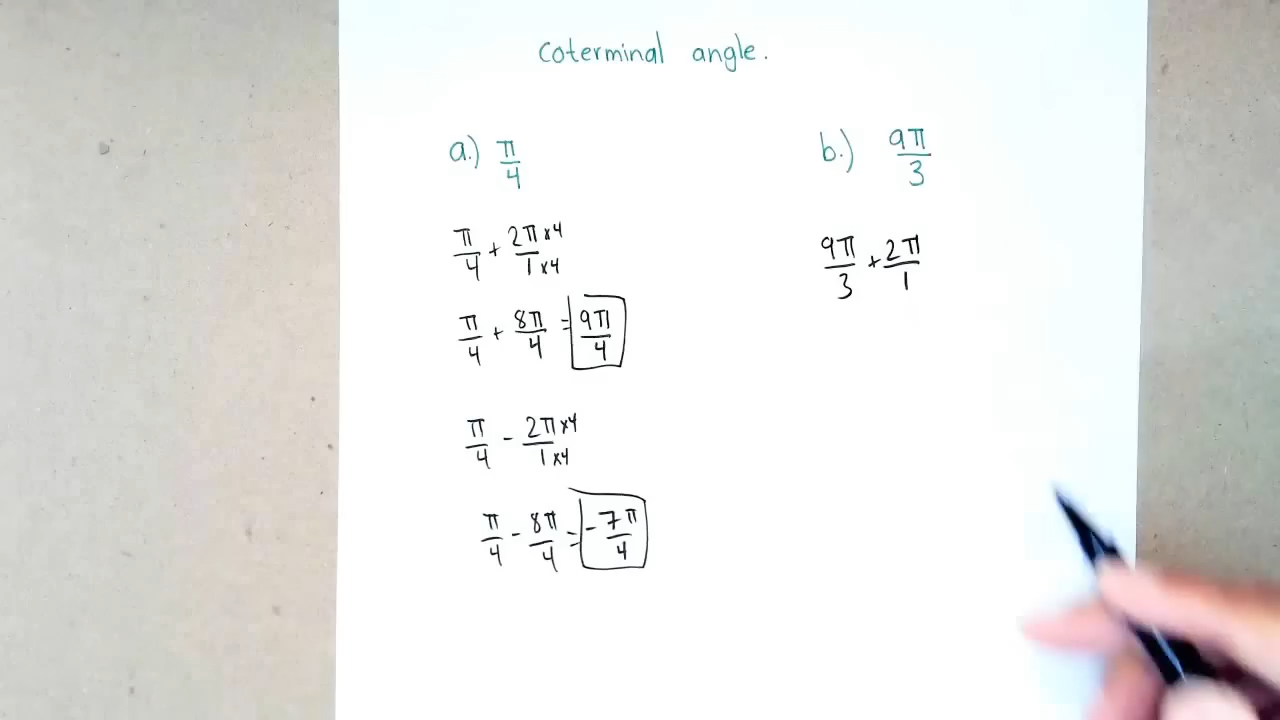 Coterminal angle.
a.) π/4
π/4 + 2π×4/1×4
π/4 + 8π/4 = 9π/4
π/4 - 2π×4/1×4
π/4 - 8π/4 = -7π/4
b.) 9π/3
9π/3 + 2π/1